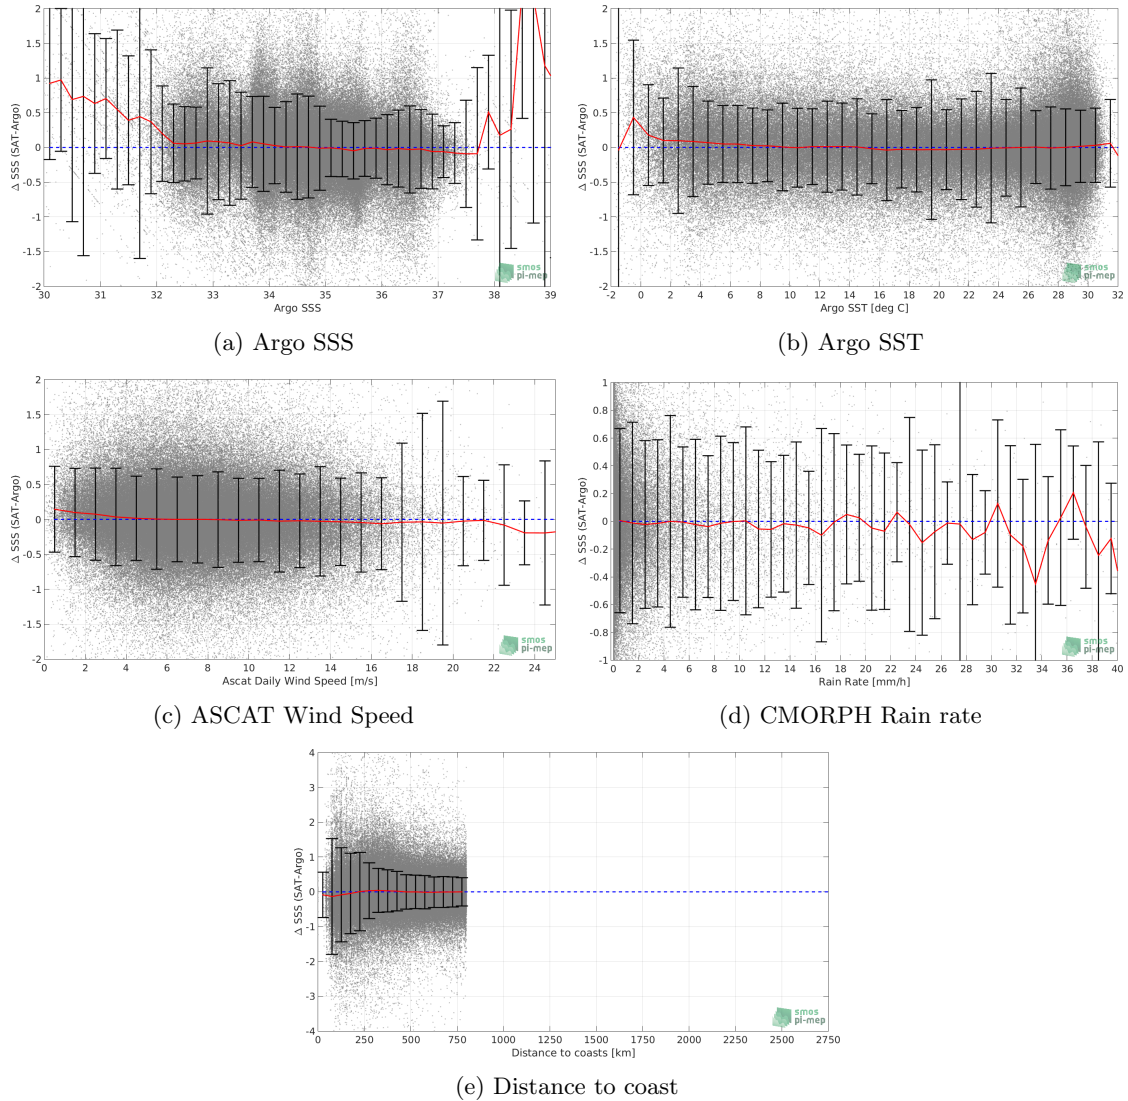 2
1.5
1
0.5
0
-0.5
-1
-1.5
-2
Δ SSS (SAT-Argo)
30 31 32 33 34 35 36 37 38 39
Argo SSS
smos
pi-mep
(a) Argo SSS
2
1.5
1
0.5
0
-0.5
-1
-1.5
-2
Δ SSS (SAT-Argo)
-2 0 2 4 6 8 10 12 14 16 18 20 22 24 26 28 30 32
Argo SST [deg C]
smos
pi-mep
(b) Argo SST
2
1.5
1
0.5
0
-0.5
-1
-1.5
-2
Δ SSS (SAT-Argo)
0 2 4 6 8 10 12 14 16 18 20 22 24
Ascat Daily Wind Speed [m/s]
smos
pi-mep
(c) ASCAT Wind Speed
1
0.8
0.6
0.4
0.2
0
-0.2
-0.4
-0.6
-0.8
-1
Δ SSS (SAT-Argo)
0 2 4 6 8 10 12 14 16 18 20 22 24 26 28 30 32 34 36 38 40
Rain Rate [mm/h]
smos
pi-mep
(d) CMORPH Rain rate
4
3
2
1
0
-1
-2
-3
-4
Δ SSS (SAT-Argo)
0 250 500 750 1000 1250 1500 1750 2000 2250 2500 2750
Distance to coasts [km]
smos
pi-mep
(e) Distance to coast